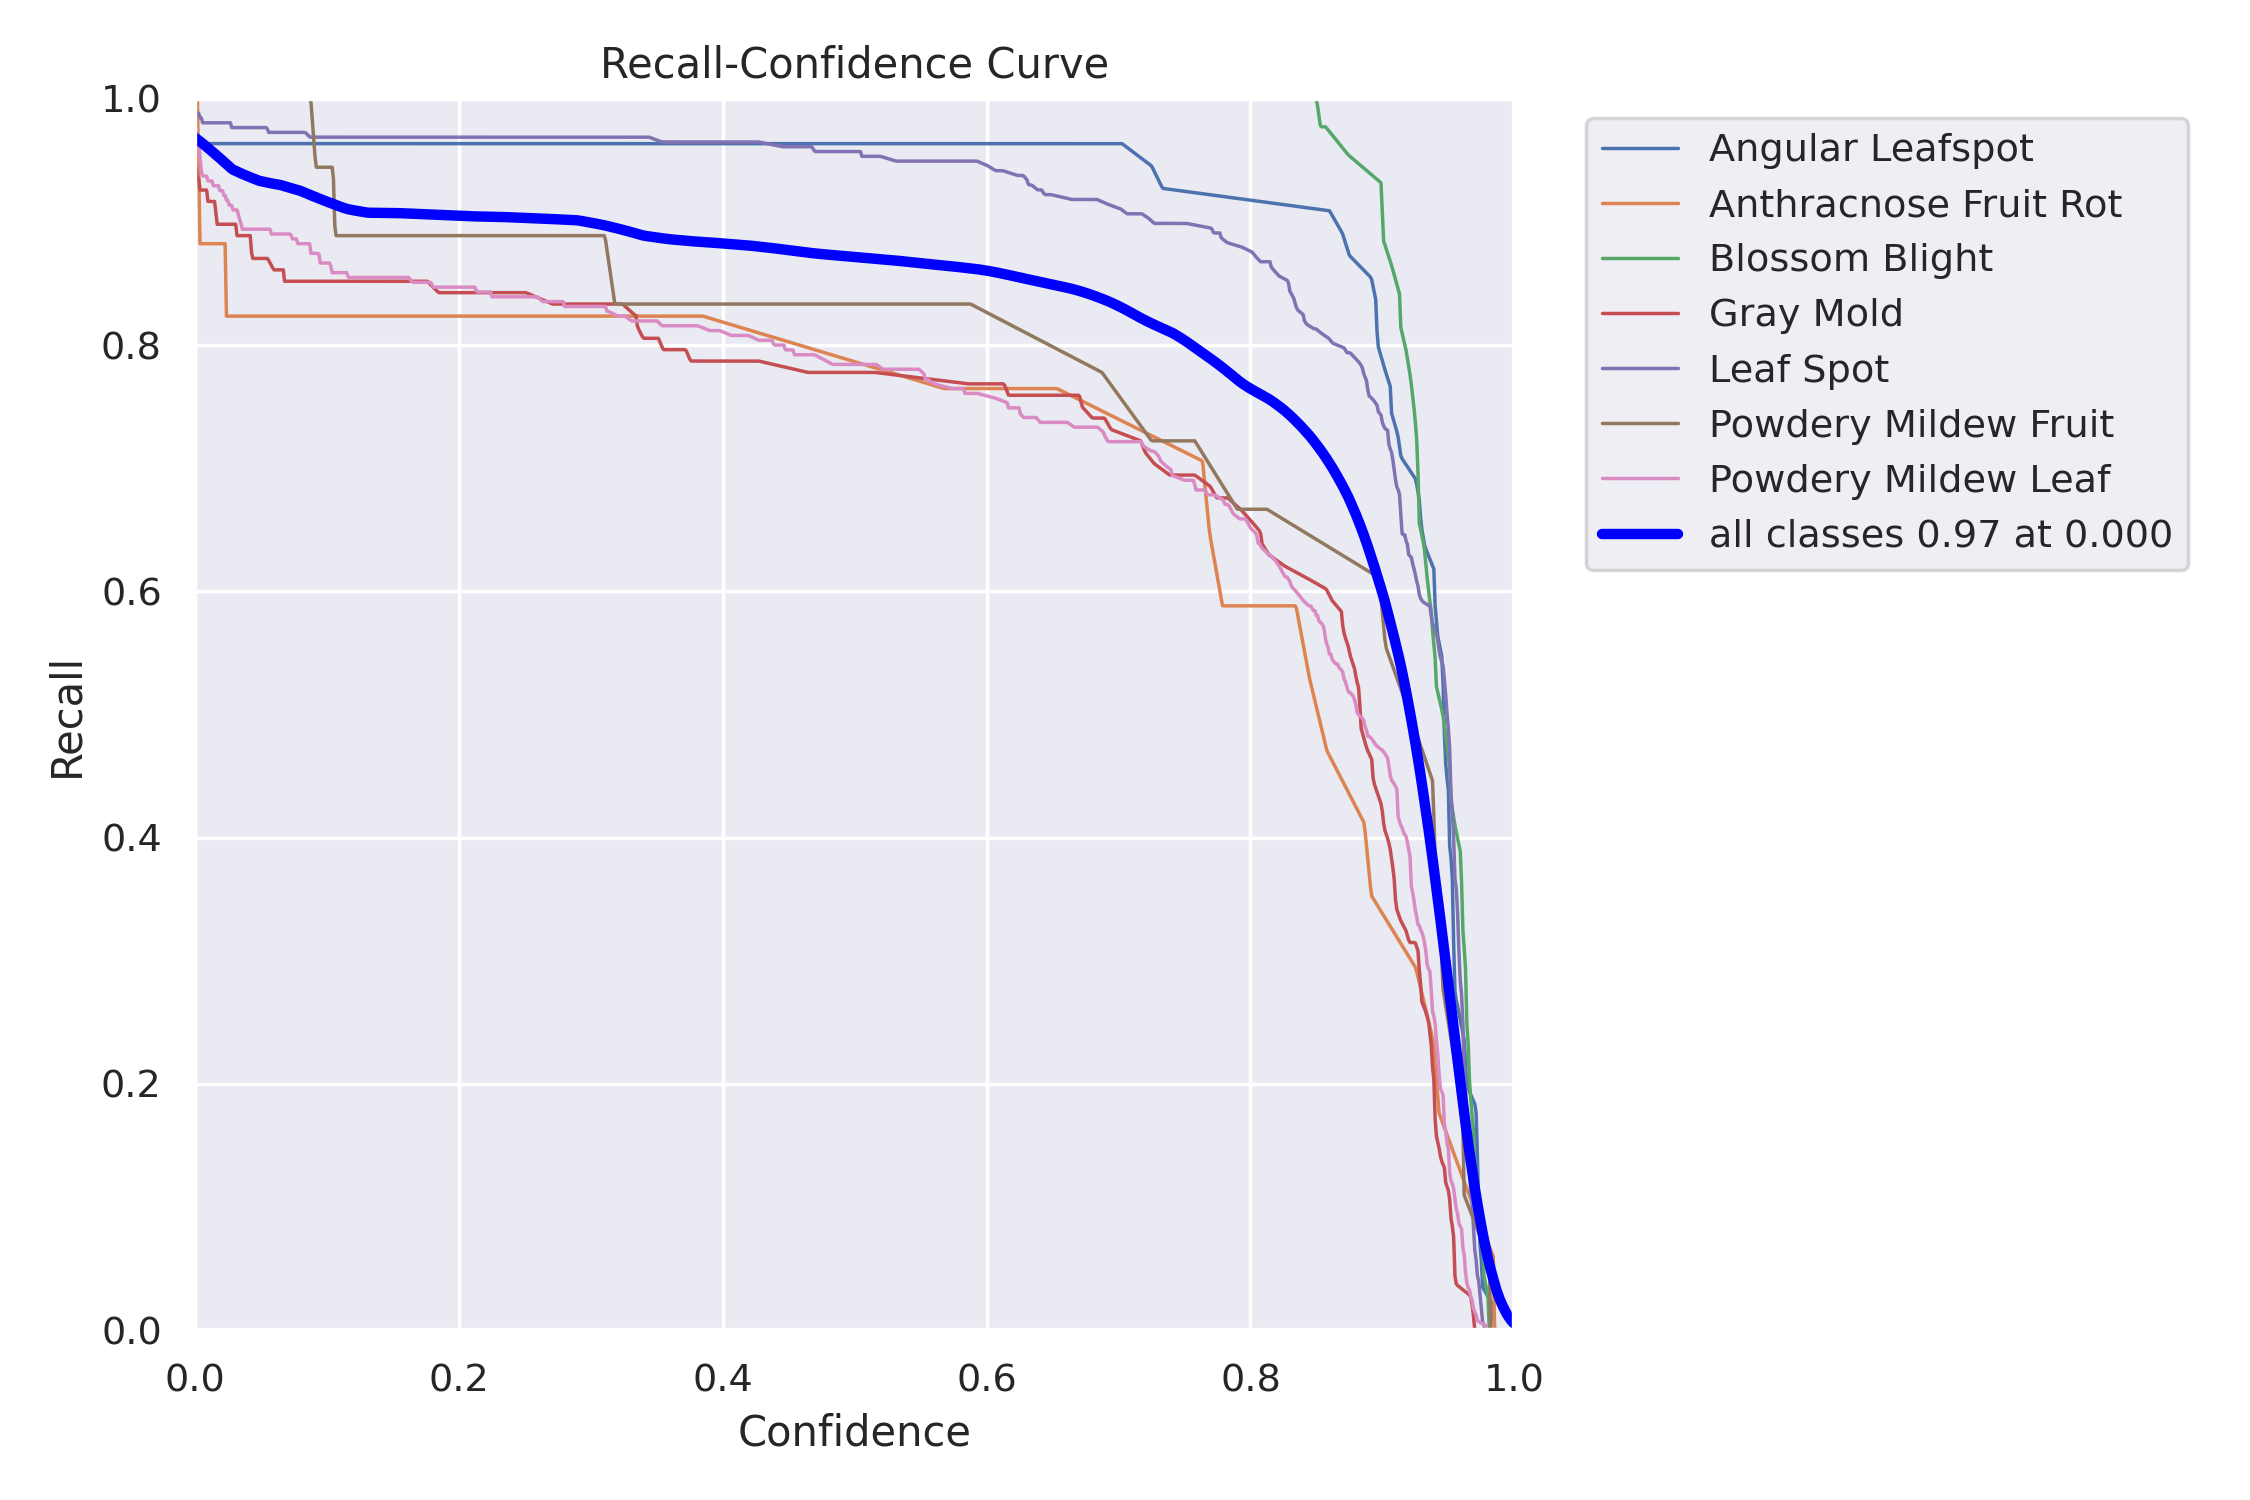 Recall-Confidence Curve
1.0
0.8
0.6
0.4
0.2
0.0
Recall
0.0 0.2 0.4 0.6 0.8 1.0
Confidence
Angular Leafspot
Anthracnose Fruit Rot
Blossom Blight
Gray Mold
Leaf Spot
Powdery Mildew Fruit
Powdery Mildew Leaf
all classes 0.97 at 0.000